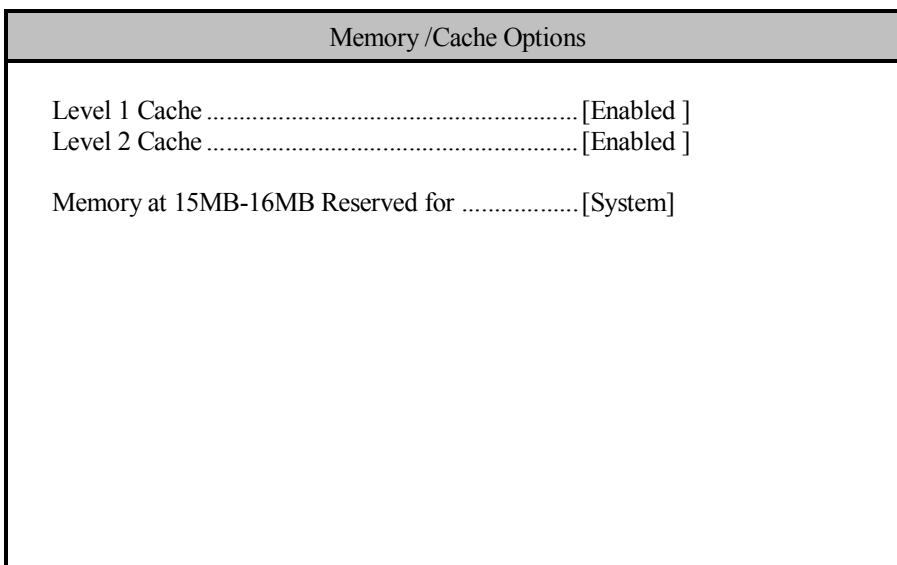 Memory /Cache Options
Level 1 Cache .........................................................[Enabled ]
Level 2 Cache .........................................................[Enabled ]
Memory at 15MB-16MB Reserved for ..................[System]